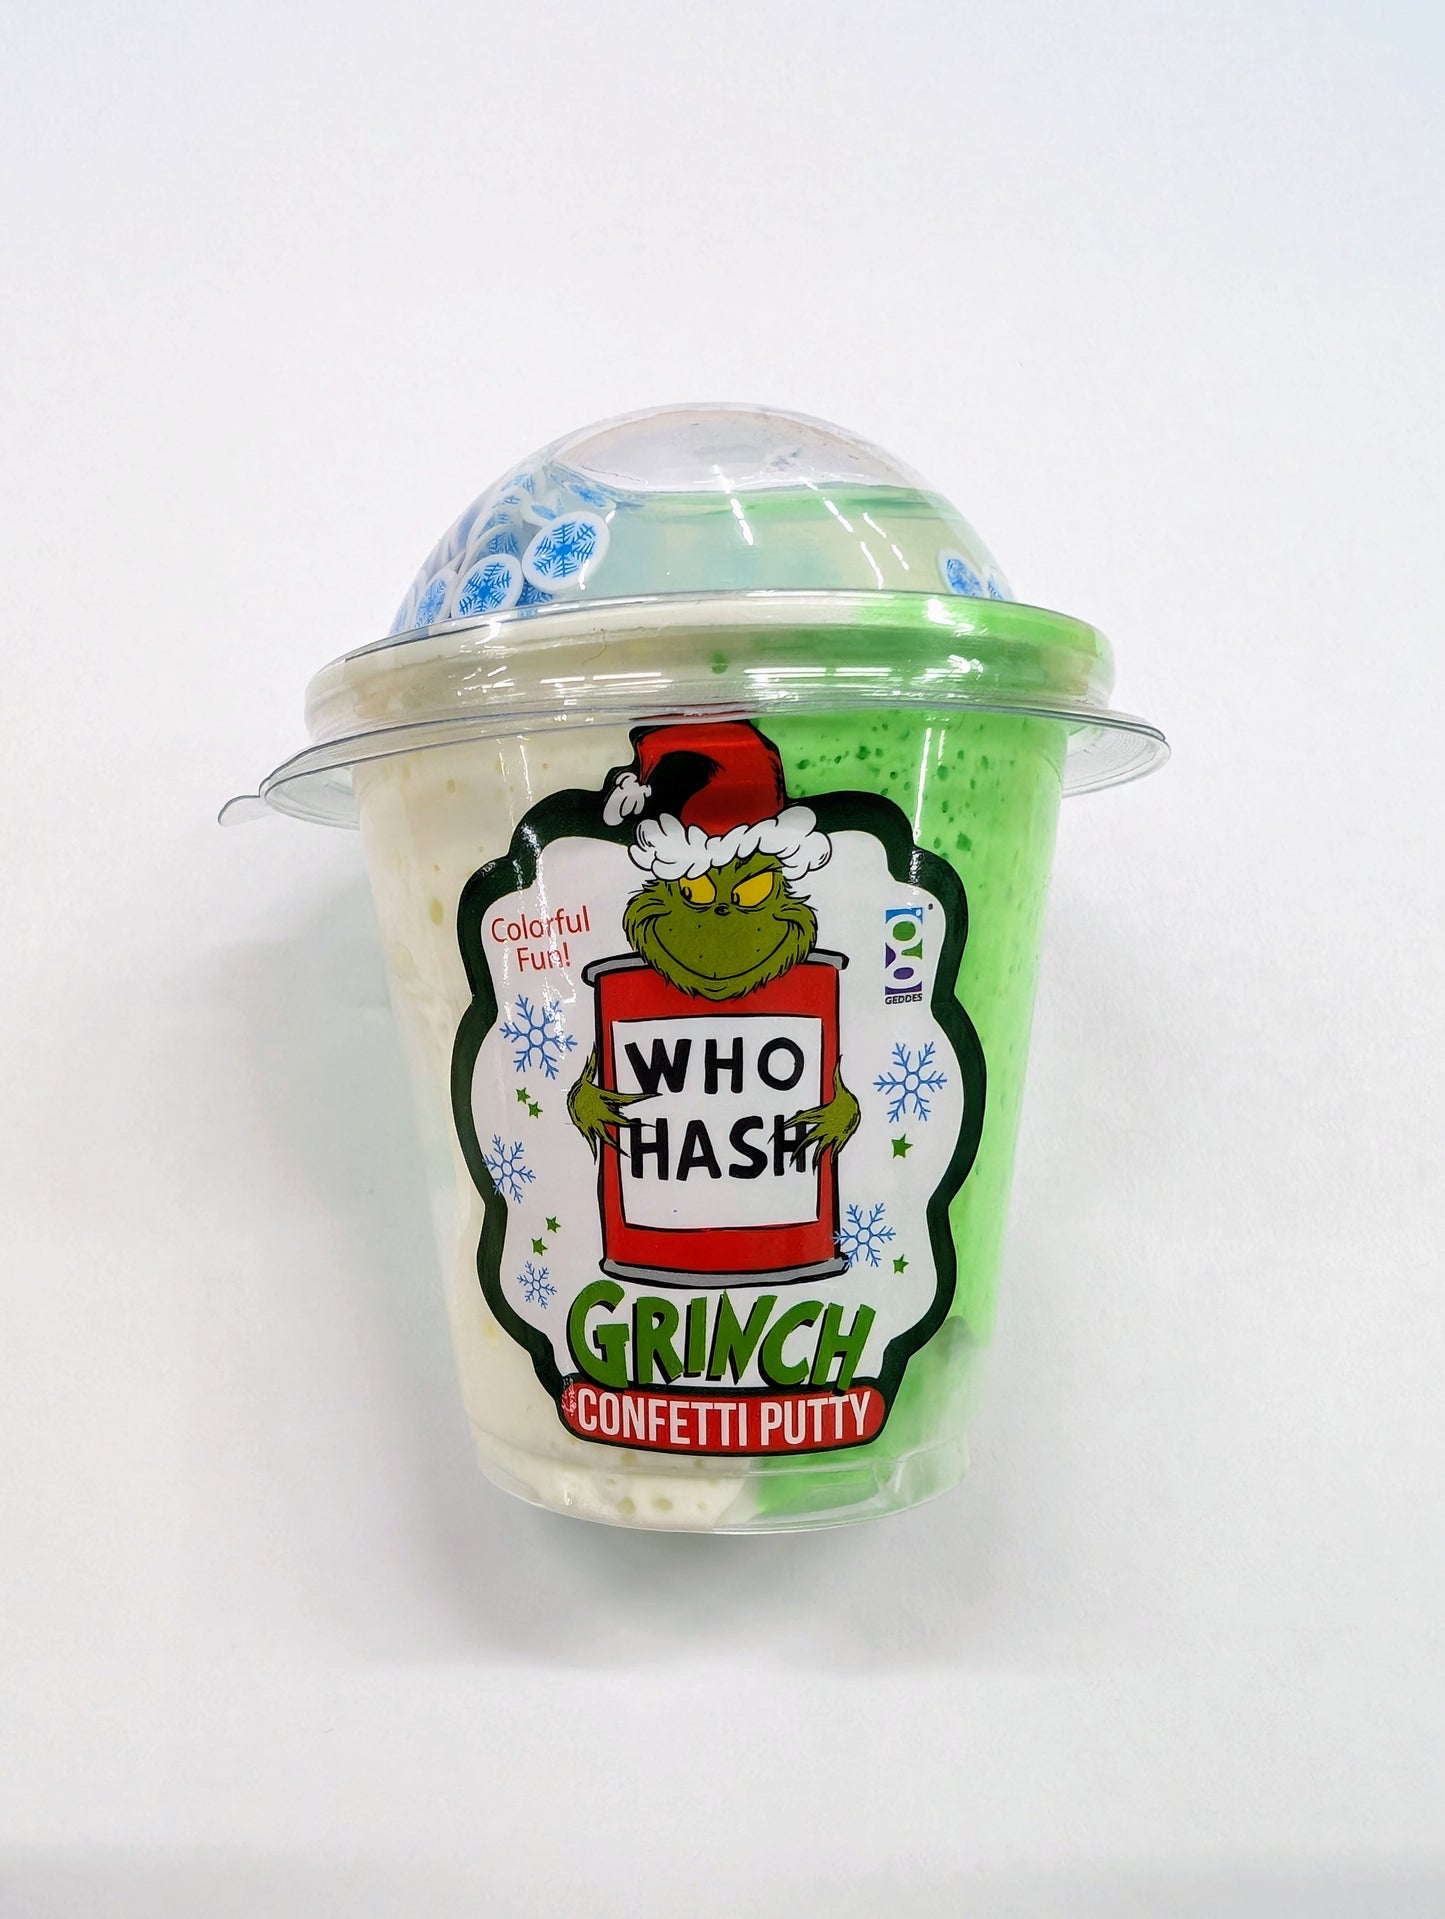 Colorful
Fun!
GEDDES
WHO
HASH
GRINCH
CONFETTI PUTTY